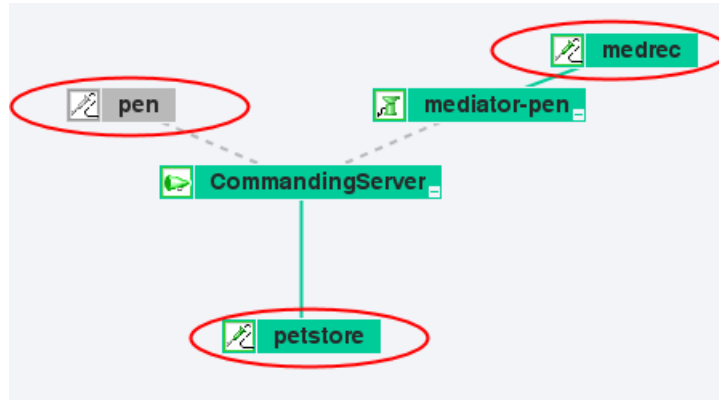 medrec
pen
mediator-pen
CommandingServer
petstore